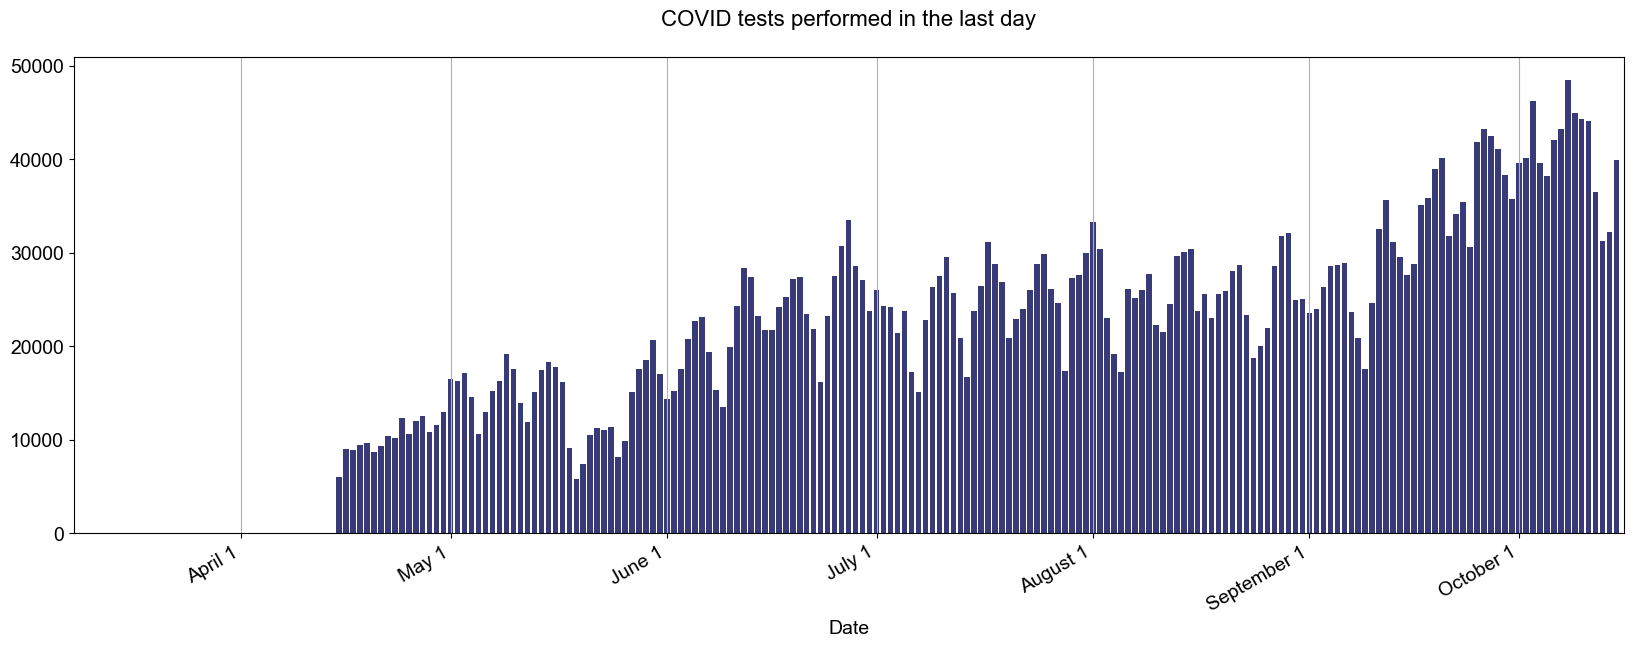 COVID tests performed in the last day
50000
40000
30000
20000
10000
0
April 1
May 1
June 1
July 1
August 1
September 1
October 1
Date